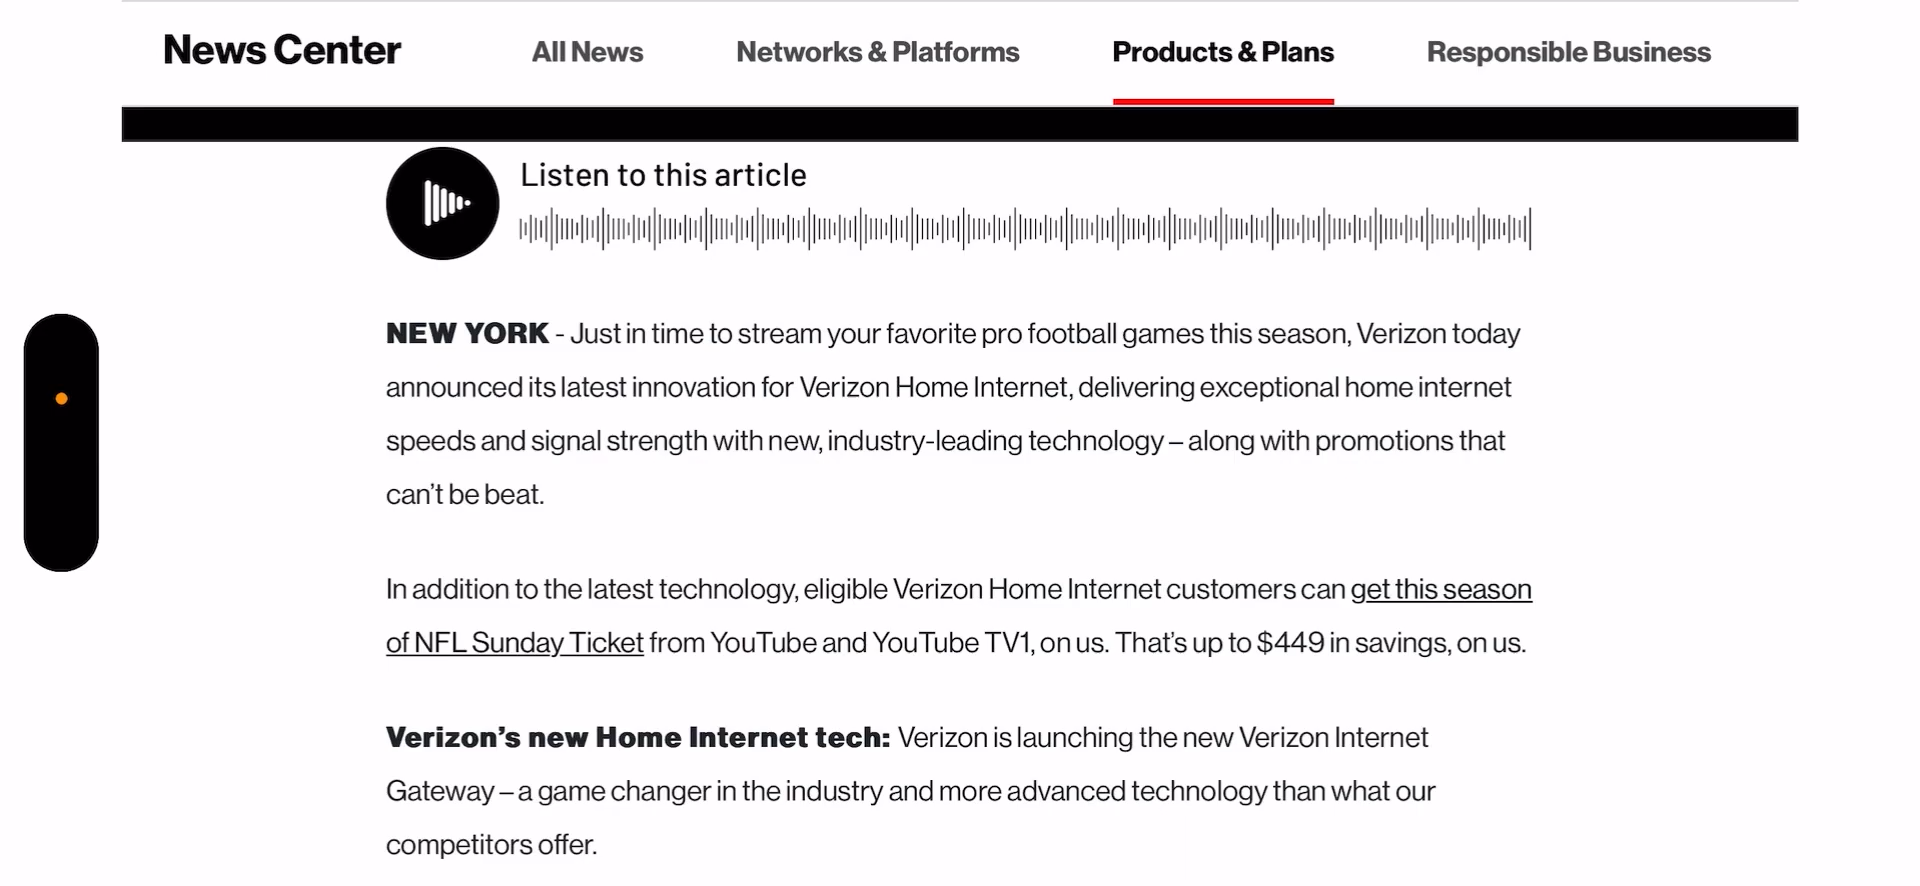 News Center
All News
Networks & Platforms
Products & Plans
Responsible Business
Listen to this article
NEW YORK - Just in time to stream your favorite pro football games this season, Verizon today
announced its latest innovation for Verizon Home Internet, delivering exceptional home internet
speeds and signal strength with new, industry-leading technology – along with promotions that
can’t be beat.
In addition to the latest technology, eligible Verizon Home Internet customers can get this season
of NFL Sunday Ticket from YouTube and YouTube TV1, on us. That’s up to $449 in savings, on us.
Verizon’s new Home Internet tech: Verizon is launching the new Verizon Internet
Gateway – a game changer in the industry and more advanced technology than what our
competitors offer.